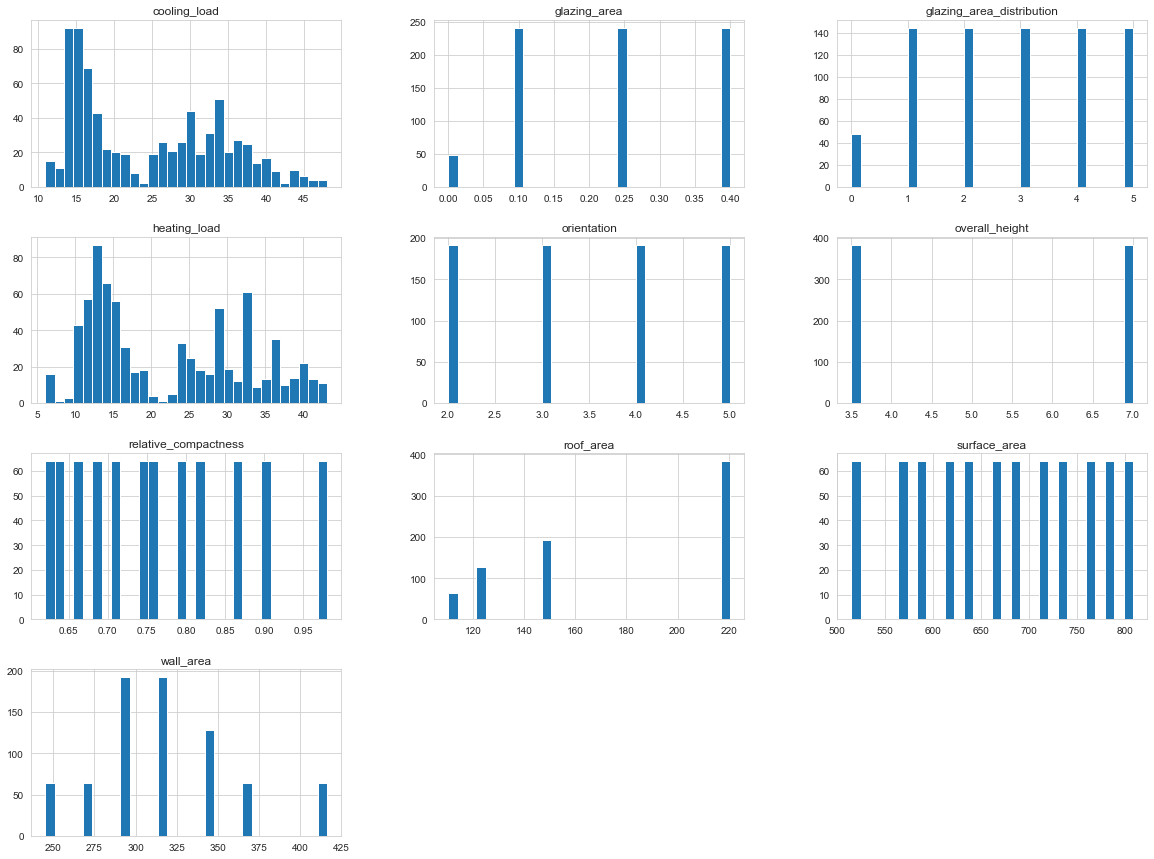 cooling_load
80
60
40
20
0
10 15 20 25 30 35 40 45
glazing_area
250
200
150
100
50
0
0.00 0.05 0.10 0.15 0.20 0.25 0.30 0.35 0.40
glazing_area_distribution
140
120
100
80
60
40
20
0
0 1 2 3 4 5
heating_load
80
60
40
20
0
5 10 15 20 25 30 35 40
orientation
200
150
100
50
0
2.0 2.5 3.0 3.5 4.0 4.5 5.0
overall_height
400
300
200
100
0
3.5 4.0 4.5 5.0 5.5 6.0 6.5 7.0
relative_compactness
60
50
40
30
20
10
0
0.65 0.70 0.75 0.80 0.85 0.90 0.95
roof_area
400
300
200
100
0
120 140 160 180 200 220
surface_area
60
50
40
30
20
10
0
500 550 600 650 700 750 800
wall_area
200
150
100
50
0
250 275 300 325 350 375 400 425